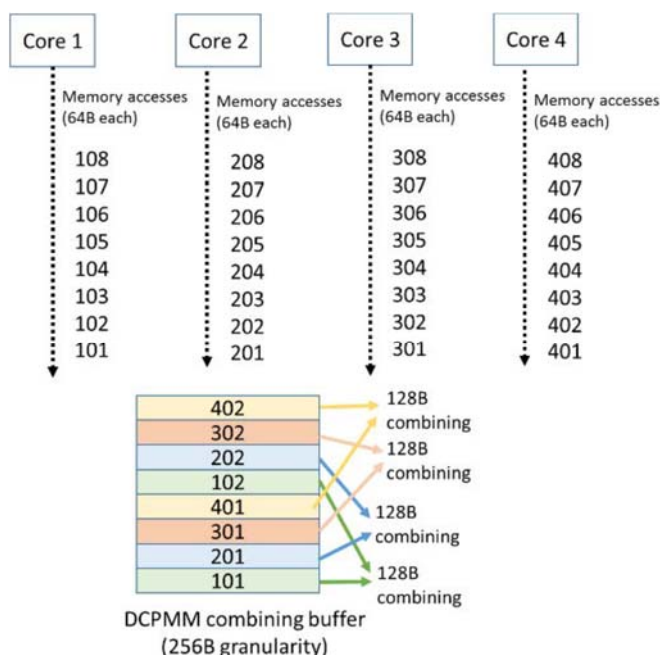 Core 1
Core 2
Core 3
Core 4
Memory accesses
(64B each)
Memory accesses
(64B each)
Memory accesses
(64B each)
Memory accesses
(64B each)
108
107
106
105
104
103
102
101
208
207
206
205
204
203
202
201
308
307
306
305
304
303
302
301
408
407
406
405
404
403
402
401
402
302
202
102
401
301
201
101
128B
combining
128B
combining
128B
combining
128B
combining
DCPMM combining buffer
(256B granularity)